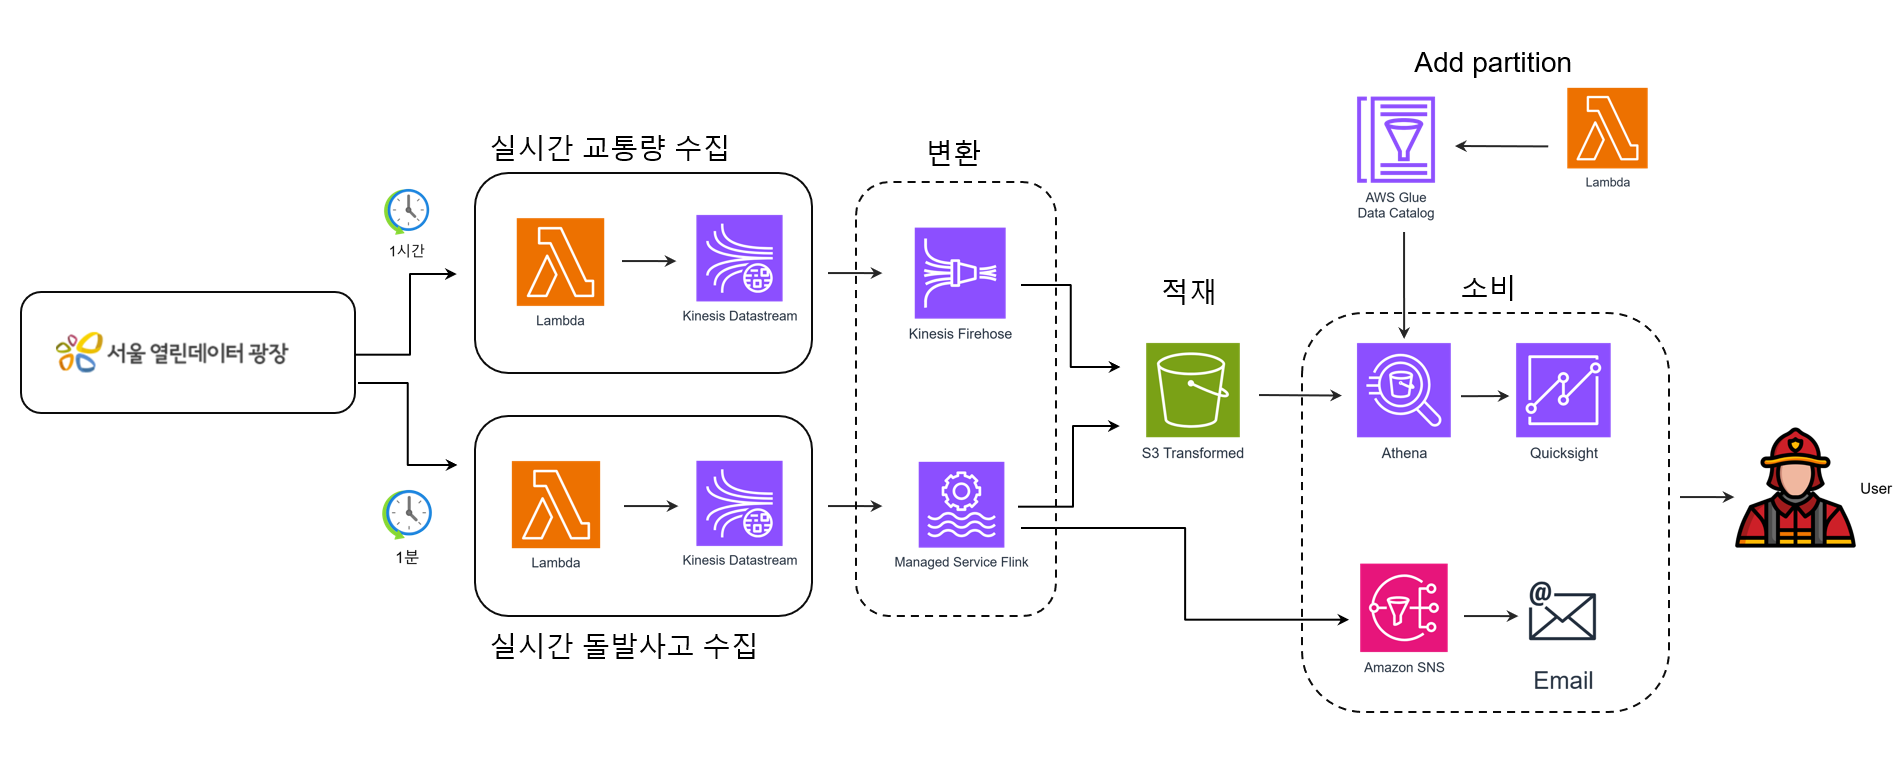 Add partition
AWS Glue
Data Catalog
Lambda
실시간 교통량 수집
변환
1시간
Lambda
Kinesis Datastream
Kinesis Firehose
적재
소비
서울 열린데이터 광장
S3 Transformed
Athena
Quicksight
User
1분
Lambda
Kinesis Datastream
Managed Service Flink
실시간 돌발사고 수집
@
Amazon SNS
Email